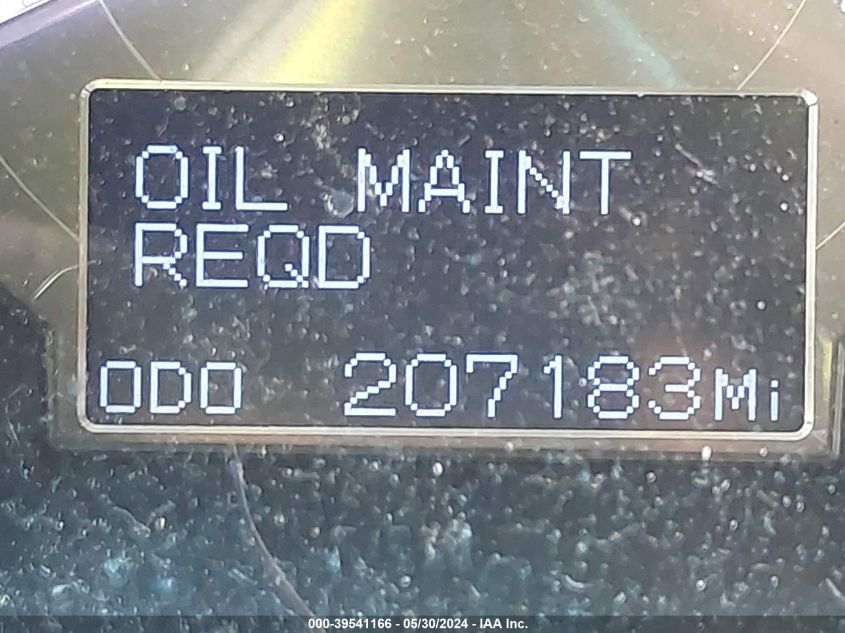 OIL MAINT
REQD
ODO 207183Mi
000-39541166 - 05/30/2024 - IAA Inc.